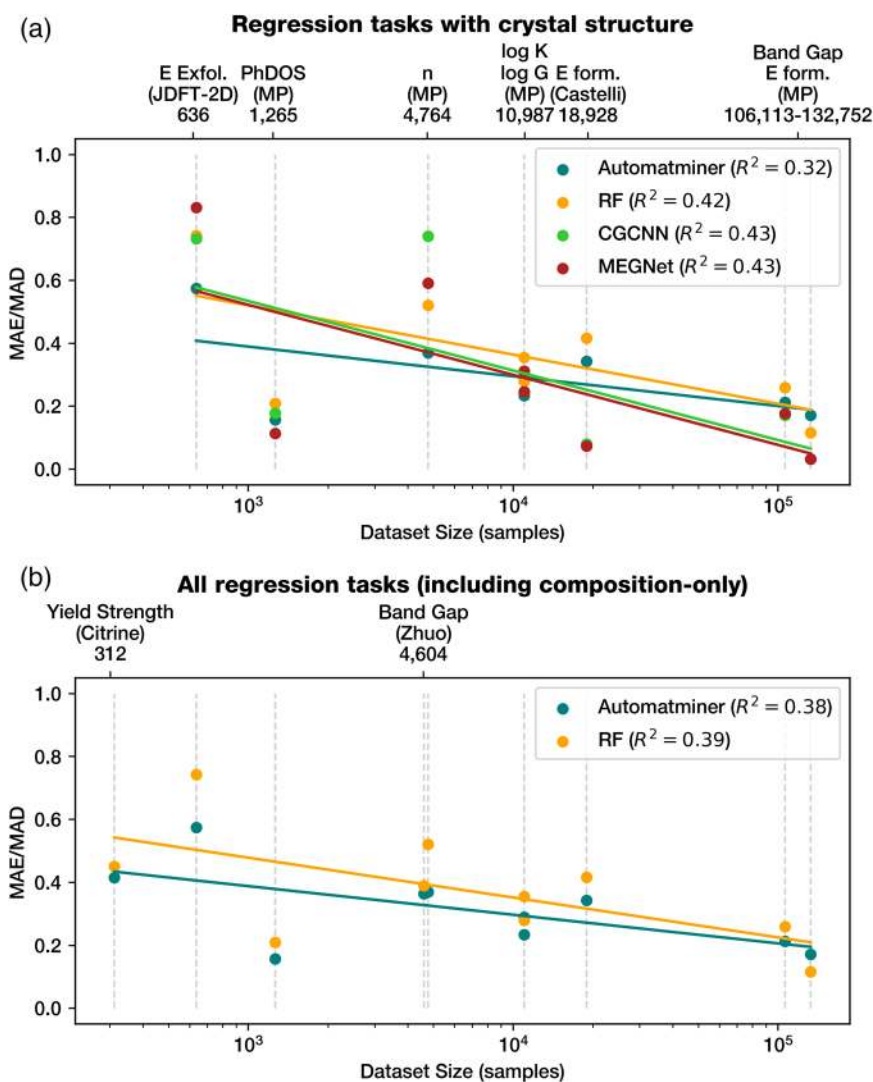 (a)
Regression tasks with crystal structure
E Exfol.
(JDFT-2D)
636
PhDOS
(MP)
1,265
n
(MP)
4,764
log K
log G
(MP)
10,987
E form.
(Castelli)
18,928
Band Gap
E form.
(MP)
106,113-132,752
1.0
0.8
0.6
0.4
0.2
0.0
MAE/MAD
Automatminer (R² = 0.32)
RF (R² = 0.42)
CGCNN (R² = 0.43)
MEGNet (R² = 0.43)
10³
10⁴
10⁵
Dataset Size (samples)
(b)
All regression tasks (including composition-only)
Yield Strength
(Citrine)
312
Band Gap
(Zhuo)
4,604
1.0
0.8
0.6
0.4
0.2
0.0
MAE/MAD
Automatminer (R² = 0.38)
RF (R² = 0.39)
10³
10⁴
10⁵
Dataset Size (samples)